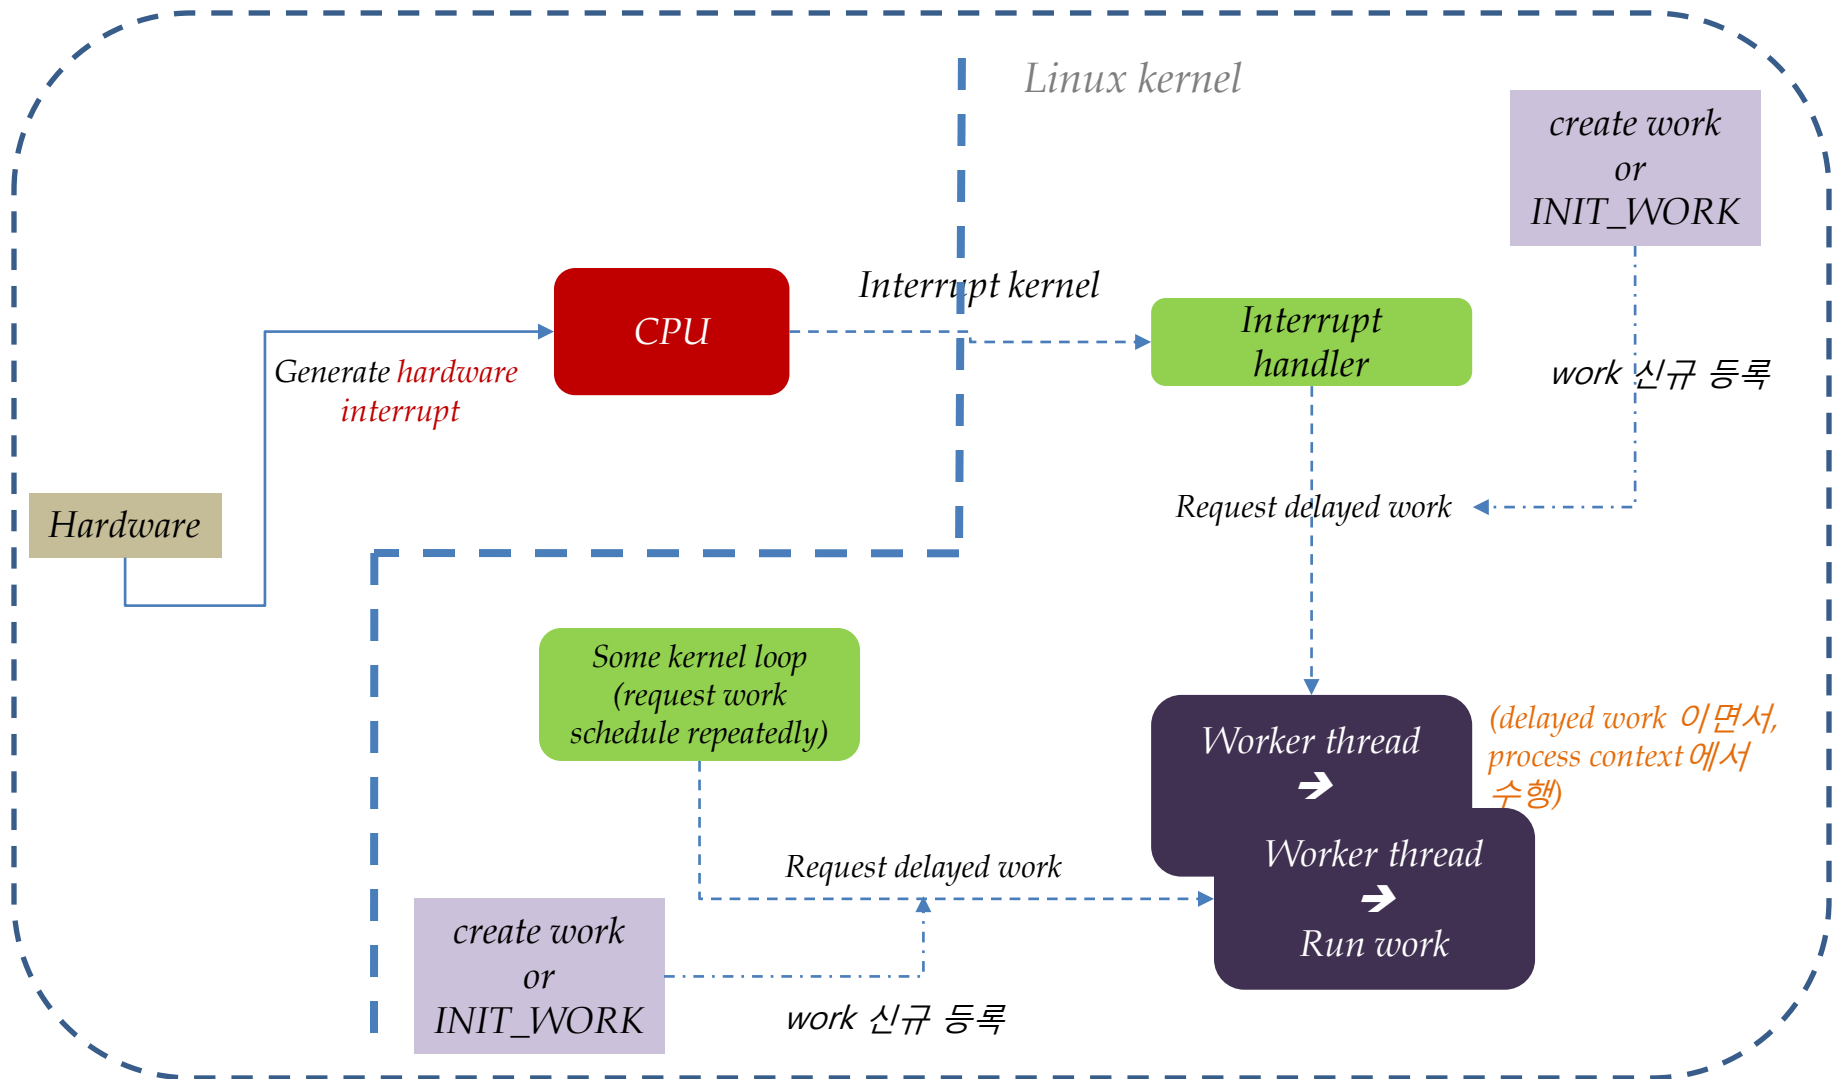 Linux kernel
create work
or
INIT_WORK
Interrupt kernel
CPU
Interrupt
handler
Generate hardware
interrupt
work 신규 등록
Request delayed work
Hardware
Some kernel loop
(request work
schedule repeatedly)
Worker thread
➔
(delayed work 이면서,
process context에서
수행)
Worker thread
➔
Run work
Request delayed work
create work
or
INIT_WORK
work 신규 등록